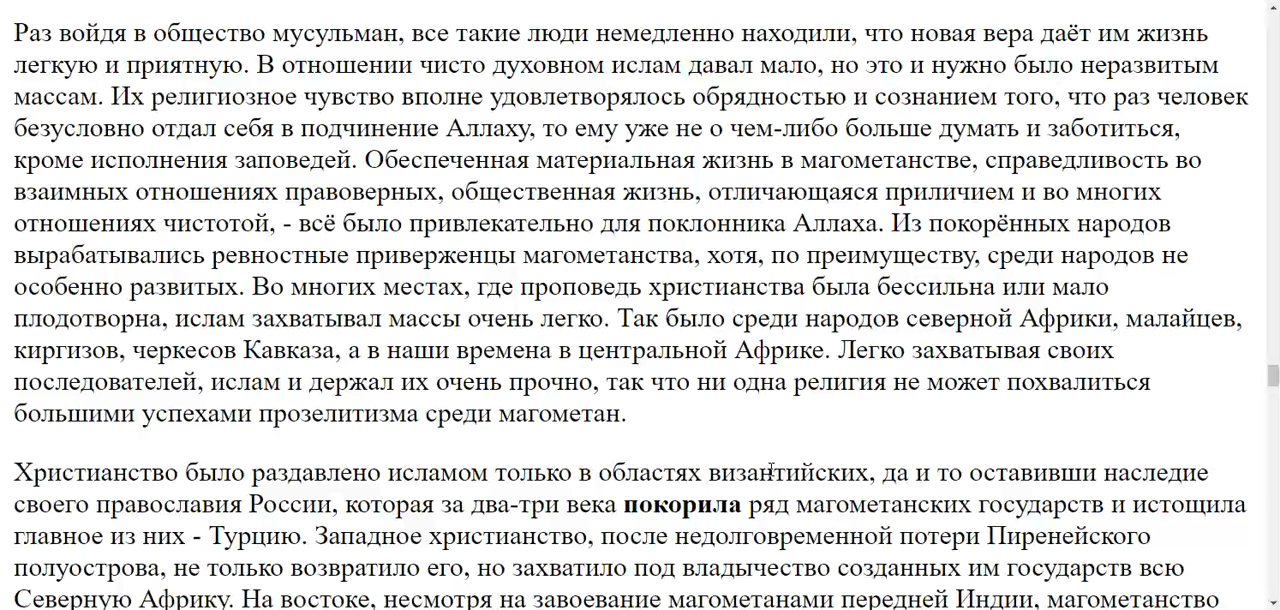 Раз войдя в общество мусульман, все такие люди немедленно находили, что новая вера даёт им жизнь
легкую и приятную. В отношении чисто духовном ислам давал мало, но это и нужно было неразвитым
массам. Их религиозное чувство вполне удовлетворялось обрядностью и сознанием того, что раз человек
безусловно отдал себя в подчинение Аллаху, то ему уже не о чем-либо больше думать и заботиться,
кроме исполнения заповедей. Обеспеченная материальная жизнь в магометанстве, справедливость во
взаимных отношениях правоверных, общественная жизнь, отличающаяся приличием и во многих
отношениях чистотой, - всё было привлекательно для поклонника Аллаха. Из покорённых народов
вырабатывались ревностные приверженцы магометанства, хотя, по преимуществу, среди народов не
особенно развитых. Во многих местах, где проповедь христианства была бессильна или мало
плодотворна, ислам захватывал массы очень легко. Так было среди народов северной Африки, малайцев,
киргизов, черкесов Кавказа, а в наши времена в центральной Африке. Легко захватывая своих
последователей, ислам и держал их очень прочно, так что ни одна религия не может похвалиться
большими успехами прозелитизма среди магометан.
Христианство было раздавлено исламом только в областях византийских, да и то оставивши наследие
своего православия России, которая за два-три века покорила ряд магометанских государств и истощила
главное из них - Турцию. Западное христианство, после недолговременной потери Пиренейского
полуострова, не только возвратило его, но захватило под владычество созданных им государств всю
Северную Африку. На востоке, несмотря на завоевание магометанами передней Индии, магометанство